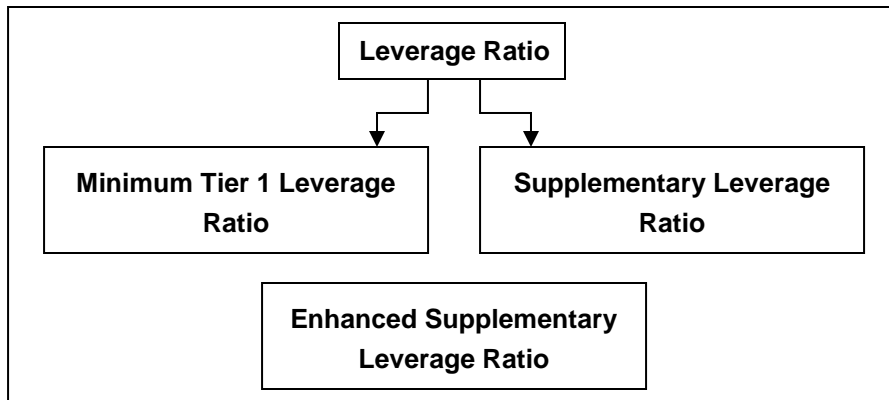 Leverage Ratio
Minimum Tier 1 Leverage
Ratio
Supplementary Leverage
Ratio
Enhanced Supplementary
Leverage Ratio